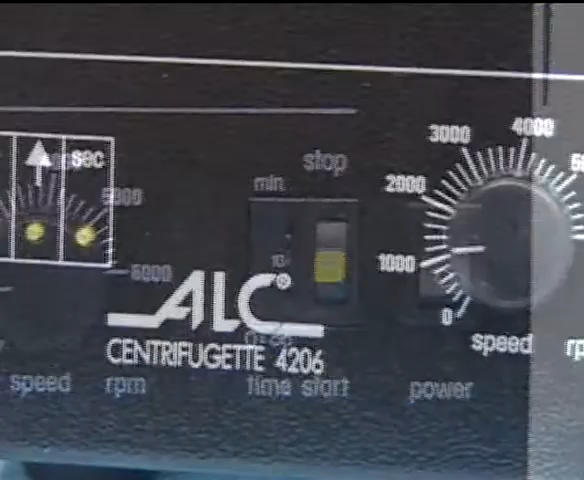 4000
3000
stop
sec
5000
min
2000
1000
10
6000
ALC®
0
CENTRIFUGETTE 4206
speed
speed rpm time start power